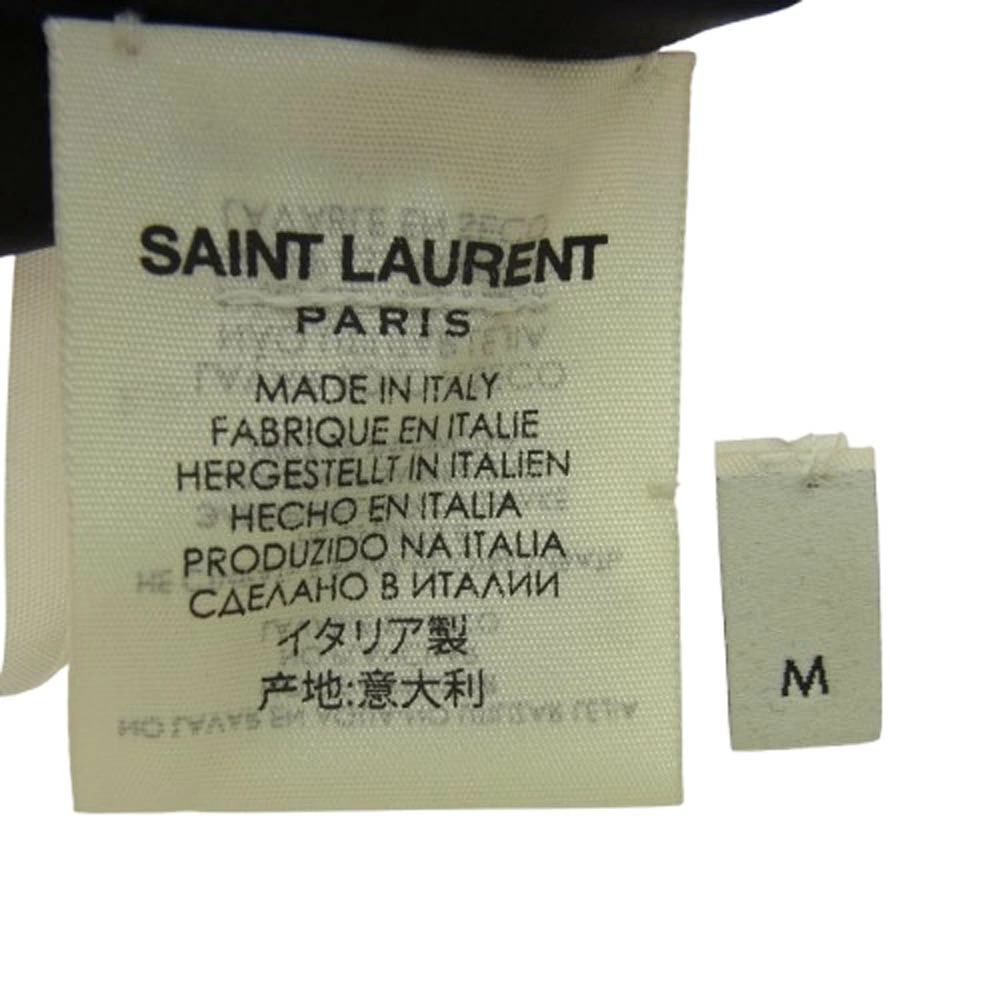 SAINT LAURENT
PARIS
MADE IN ITALY
FABRIQUE EN ITALIE
HERGESTELLT IN ITALIEN
HECHO EN ITALIA
PRODUZIDO NA ITALIA
СДЕЛАНО В ИТАЛИИ
イタリア製
产地:意大利
M